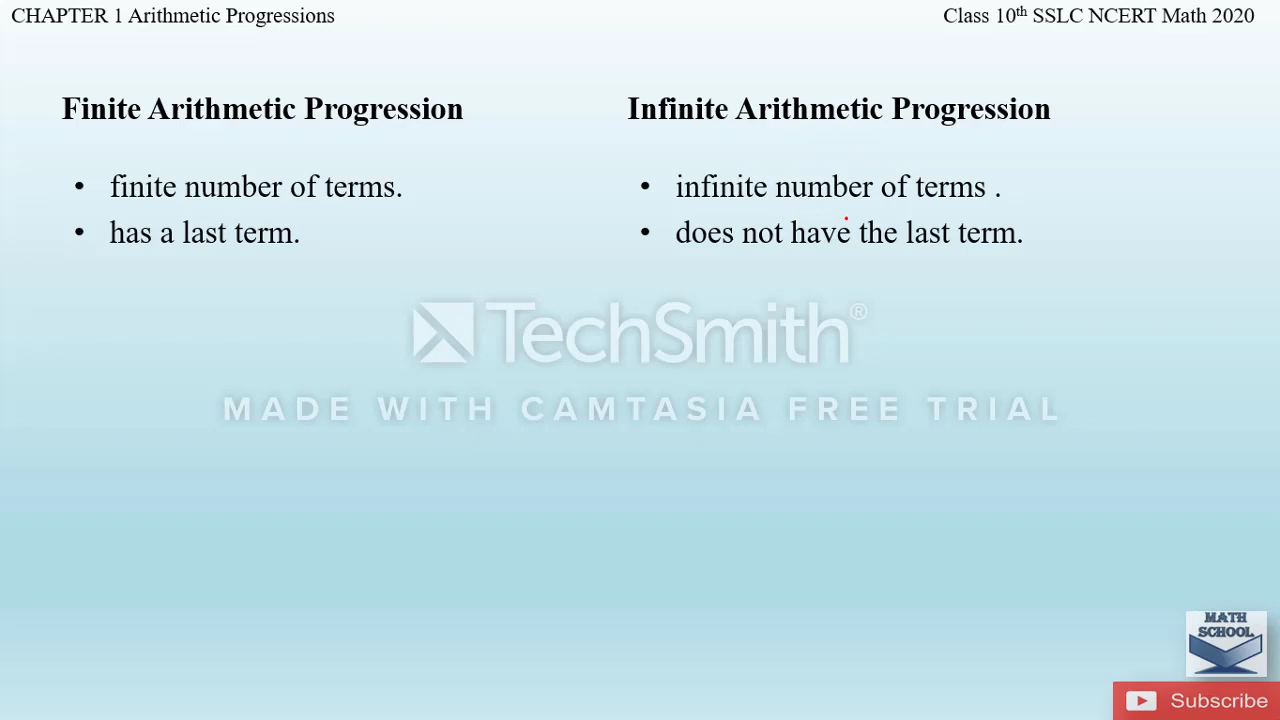 CHAPTER 1 Arithmetic Progressions
Class 10th SSLC NCERT Math 2020
Finite Arithmetic Progression
• finite number of terms.
• has a last term.
Infinite Arithmetic Progression
• infinite number of terms .
• does not have the last term.
TechSmith®
MADE WITH CAMTASIA FREE TRIAL
MATH
SCHOOL
Subscribe